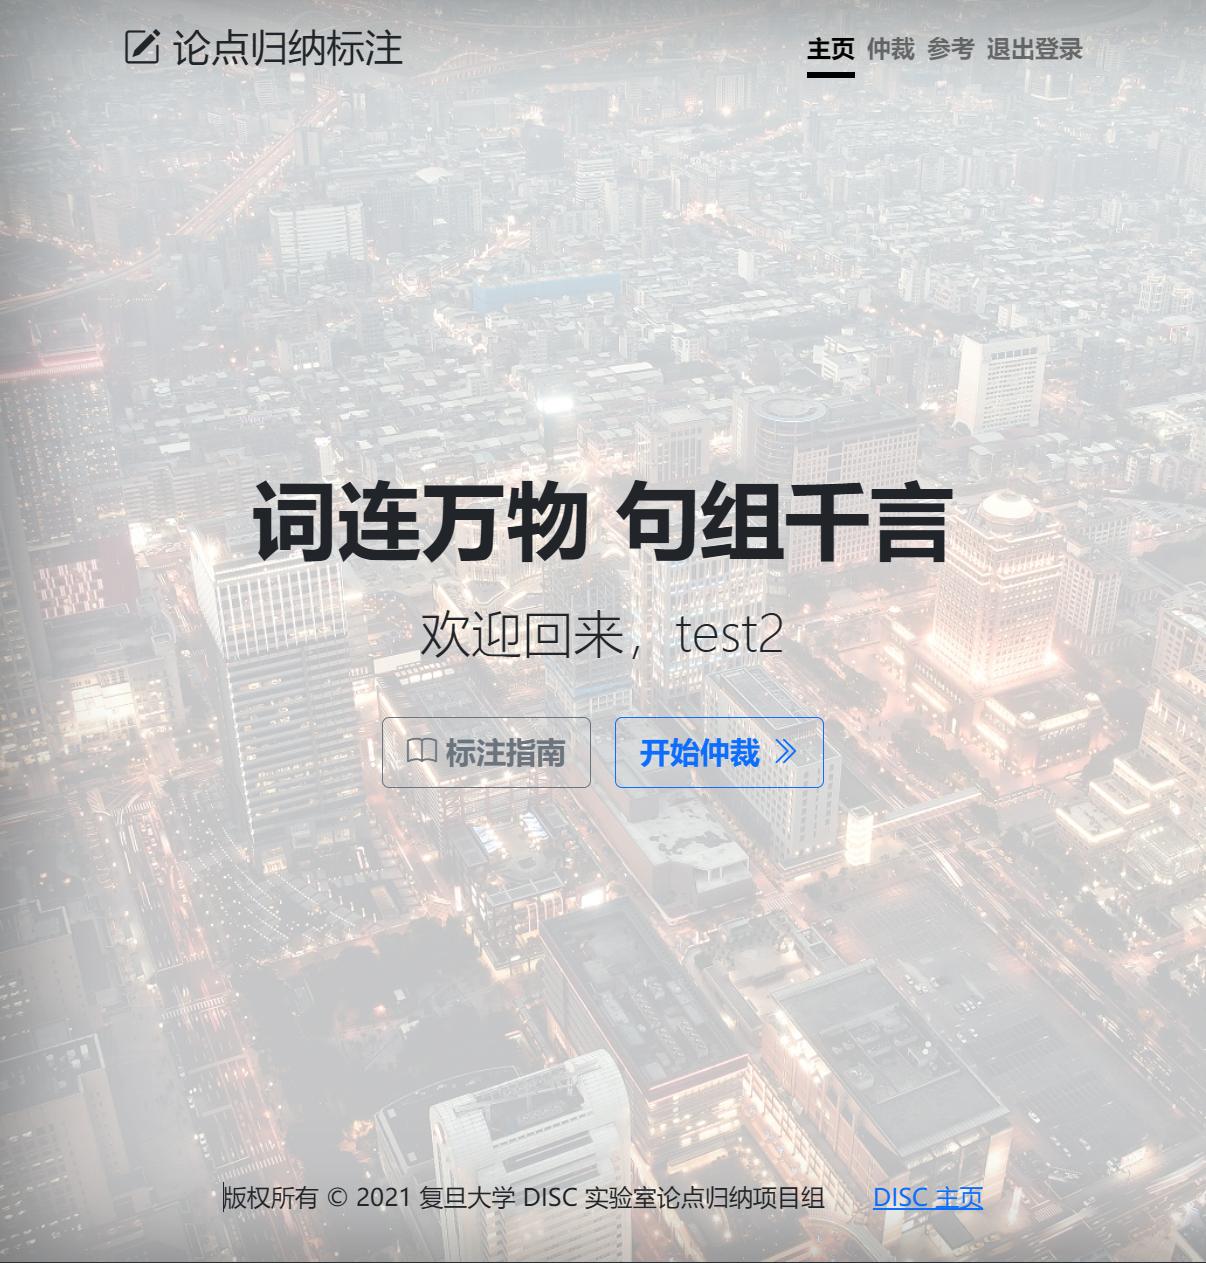 论点归纳标注
主页 仲裁 参考 退出登录
词连万物 句组千言
欢迎回来，test2
标注指南
开始仲裁
版权所有 © 2021 复旦大学 DISC 实验室论点归纳项目组 DISC 主页